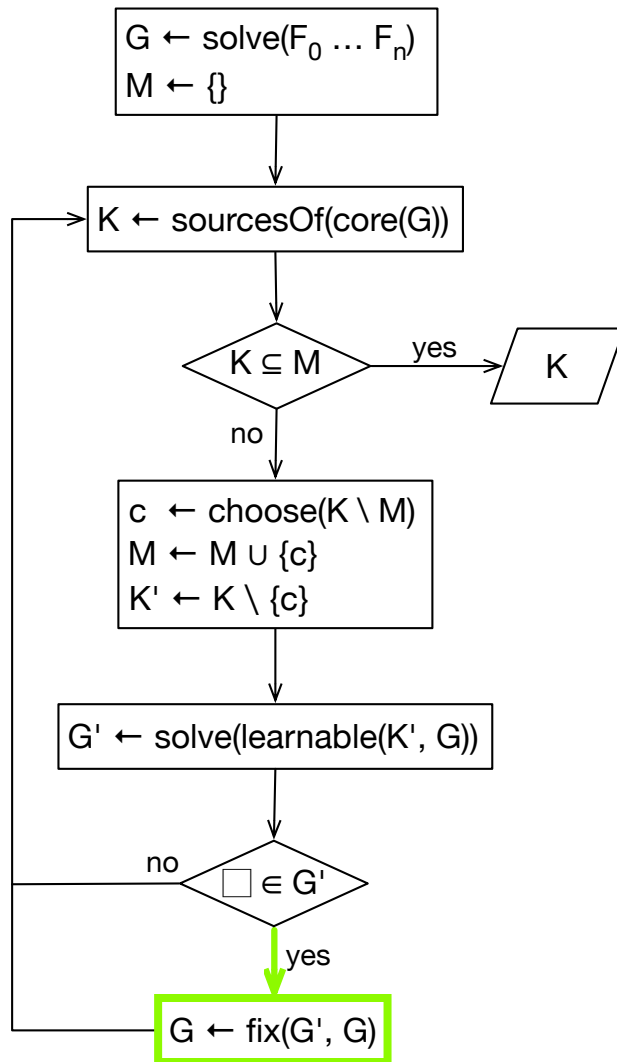 G ← solve(F₀ … Fₙ)
M ← {}
K ← sourcesOf(core(G))
K ⊆ M
yes
K
no
c ← choose(K \ M)
M ← M ∪ {c}
K' ← K \ {c}
G' ← solve(learnable(K', G))
no
□ ∈ G'
yes
G ← fix(G', G)